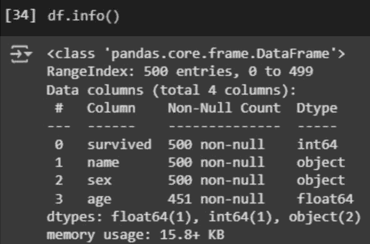 [34] df.info()
<class 'pandas.core.frame.DataFrame'>
RangeIndex: 500 entries, 0 to 499
Data columns (total 4 columns):
 #   Column    Non-Null Count  Dtype
---  ------    --------------  -----
 0   survived  500 non-null    int64
 1   name      500 non-null    object
 2   sex       500 non-null    object
 3   age       451 non-null    float64
dtypes: float64(1), int64(1), object(2)
memory usage: 15.8+ KB